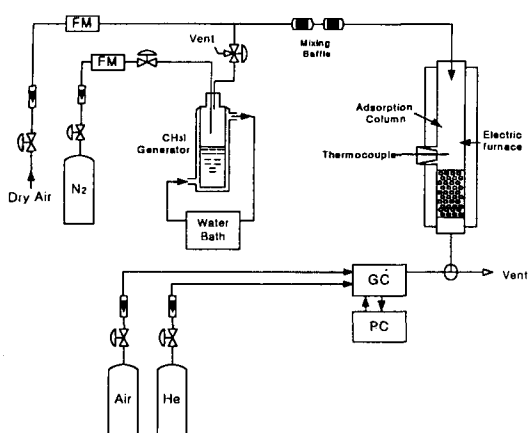 FM
Vent
Mixing
Baffle
FM
Adsorption
Column
CH3I
Generator
Electric
furnace
Thermocouple
N2
Dry Air
Water
Bath
GC
Vent
PC
Air
He